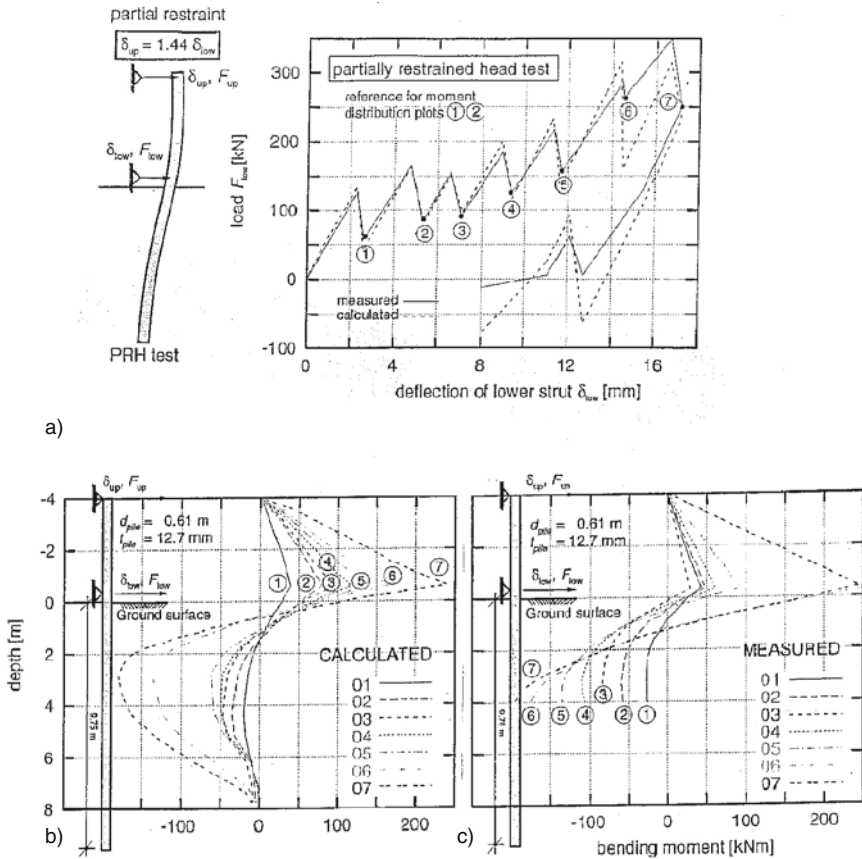 partial restraint
δup = 1.44 δlow
δup, Fup
δlow, Flow
PRH test
load Flow [kN]
300
200
100
0
-100
partially restrained head test
reference for moment
distribution plots ① ②
① ② ③ ④ ⑤ ⑥ ⑦
measured
calculated
0 4 8 12 16
deflection of lower strut δlow [mm]
a)
δup, Fup
dpile = 0.61 m
tpile = 12.7 mm
δlow, Flow
Ground surface
depth [m]
-4
-2
0
2
4
6
8
① ② ③ ④ ⑤ ⑥ ⑦
CALCULATED
01
02
03
04
05
06
07
-100 0 100 200
b)
δup, Fup
dpile = 0.61 m
tpile = 12.7 mm
δlow, Flow
Ground surface
⑦
⑥ ⑤ ④ ③ ② ①
MEASURED
01
02
03
04
05
06
07
-100 0 100 200
c)
bending moment [kNm]